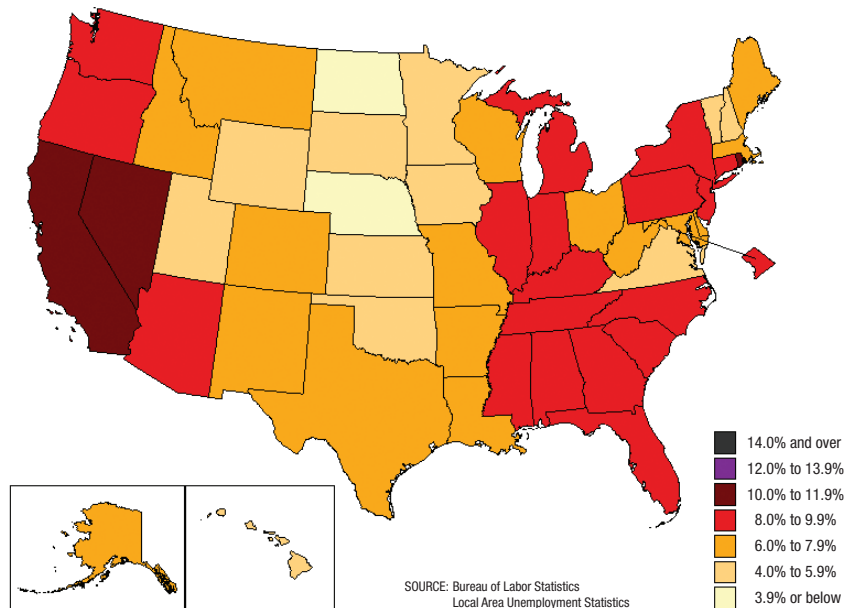 14.0% and over
12.0% to 13.9%
10.0% to 11.9%
8.0% to 9.9%
6.0% to 7.9%
4.0% to 5.9%
3.9% or below
SOURCE: Bureau of Labor Statistics
Local Area Unemployment Statistics